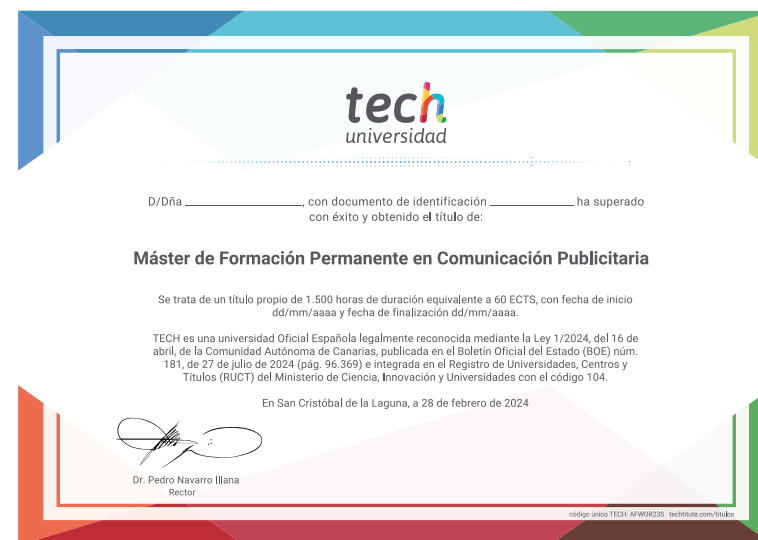 tech
universidad
D/Dña ________________, con documento de identificación ____________ ha superado
con éxito y obtenido el título de:
Máster de Formación Permanente en Comunicación Publicitaria
Se trata de un título propio de 1.500 horas de duración equivalente a 60 ECTS, con fecha de inicio
dd/mm/aaaa y fecha de finalización dd/mm/aaaa.
TECH es una universidad Oficial Española legalmente reconocida mediante la Ley 1/2024, del 16 de
abril, de la Comunidad Autónoma de Canarias, publicada en el Boletín Oficial del Estado (BOE) núm.
181, de 27 de julio de 2024 (pág. 96.369) e integrada en el Registro de Universidades, Centros y
Títulos (RUCT) del Ministerio de Ciencia, Innovación y Universidades con el código 104.
En San Cristóbal de la Laguna, a 28 de febrero de 2024
Dr. Pedro Navarro Illana
Rector
código único TECH: AFWOR23S techtitute.com/titulos